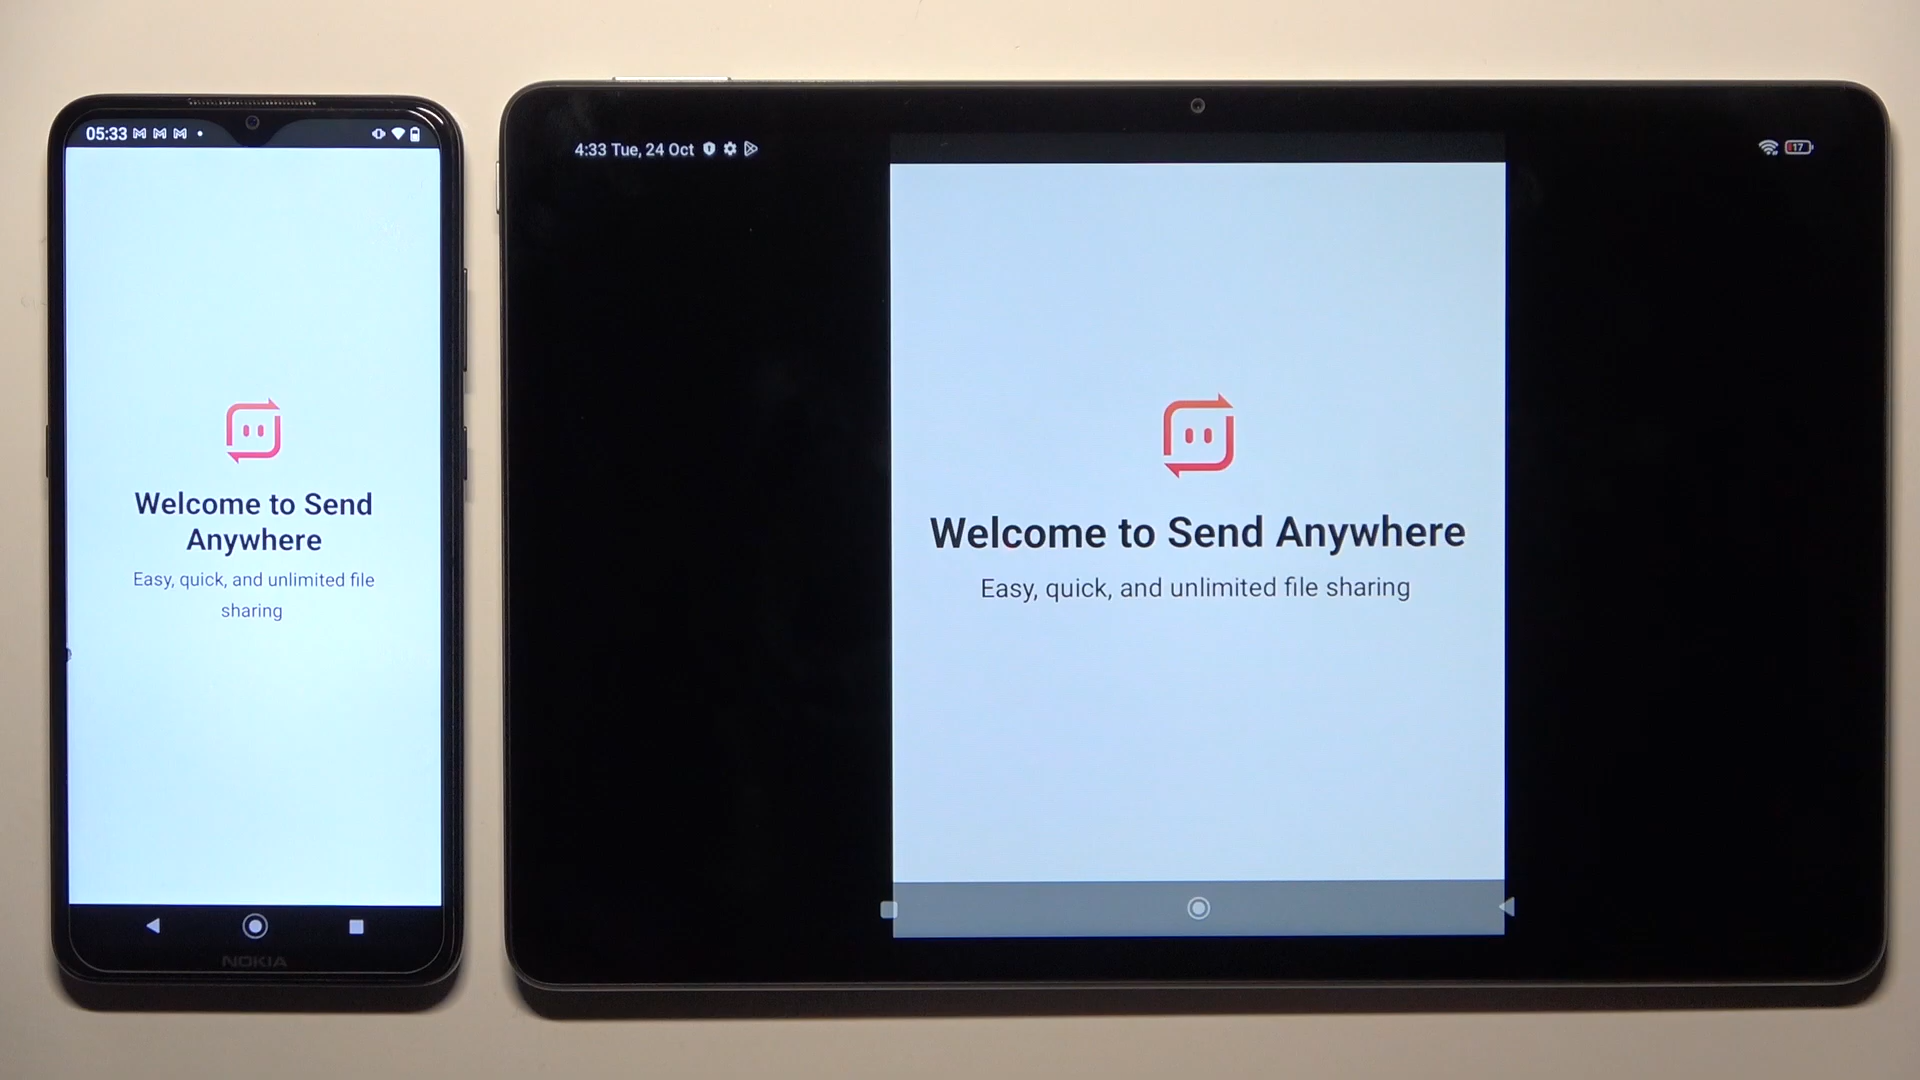 05:33
Welcome to Send
Anywhere
Easy, quick, and unlimited file
sharing
NOKIA
4:33 Tue, 24 Oct
17
Welcome to Send Anywhere
Easy, quick, and unlimited file sharing